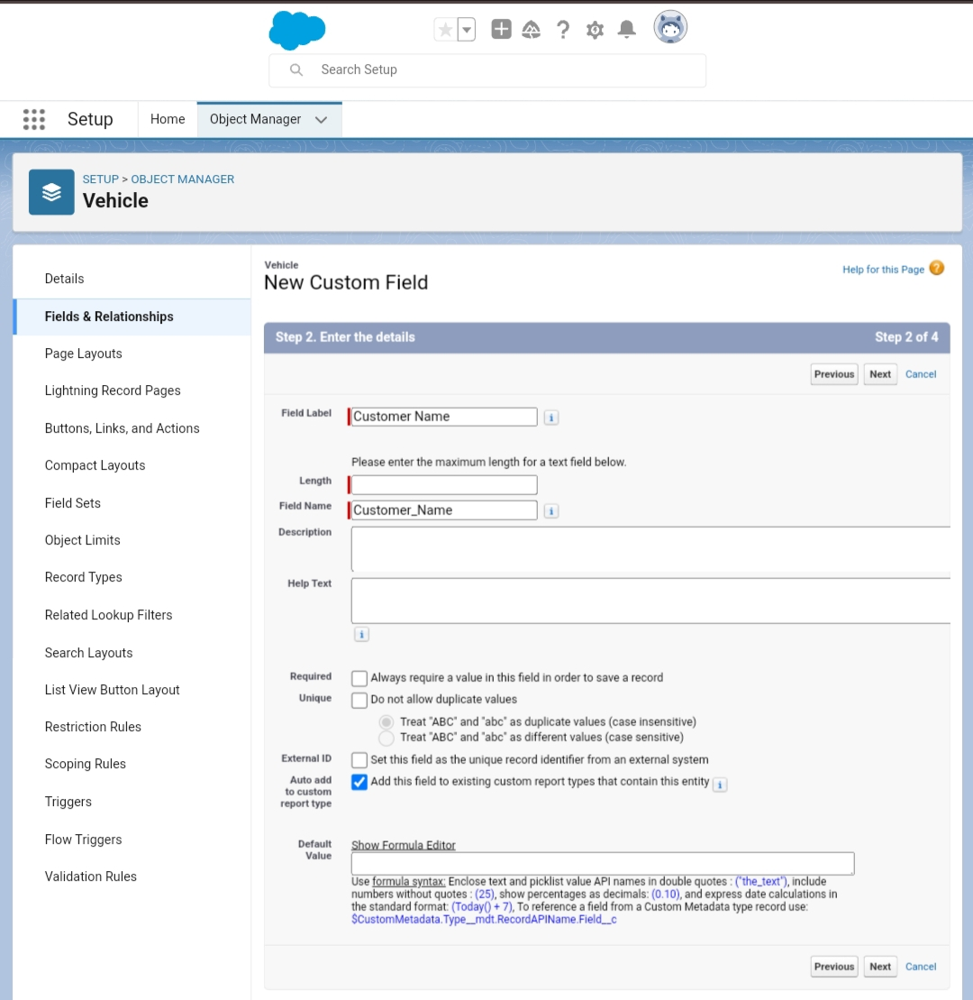 Search Setup
Setup
Home
Object Manager
SETUP > OBJECT MANAGER
Vehicle
Details
Fields & Relationships
Page Layouts
Lightning Record Pages
Buttons, Links, and Actions
Compact Layouts
Field Sets
Object Limits
Record Types
Related Lookup Filters
Search Layouts
List View Button Layout
Restriction Rules
Scoping Rules
Triggers
Flow Triggers
Validation Rules
Vehicle
New Custom Field
Help for this Page ?
Step 2. Enter the details
Step 2 of 4
Previous Next Cancel
Field Label Customer Name i
Please enter the maximum length for a text field below.
Length
Field Name Customer_Name i
Description
Help Text
i
Required Always require a value in this field in order to save a record
Unique Do not allow duplicate values
Treat "ABC" and "abc" as duplicate values (case insensitive)
Treat "ABC" and "abc" as different values (case sensitive)
External ID Set this field as the unique record identifier from an external system
Auto add
to custom
report type
Add this field to existing custom report types that contain this entity i
Default
Value
Show Formula Editor
Use formula syntax: Enclose text and picklist value API names in double quotes : ("the_text"), include
numbers without quotes : (25), show percentages as decimals: (0.10), and express date calculations in
the standard format: (Today() + 7), To reference a field from a Custom Metadata type record use:
$CustomMetadata.Type__mdt.RecordAPIName.Field__c
Previous Next Cancel